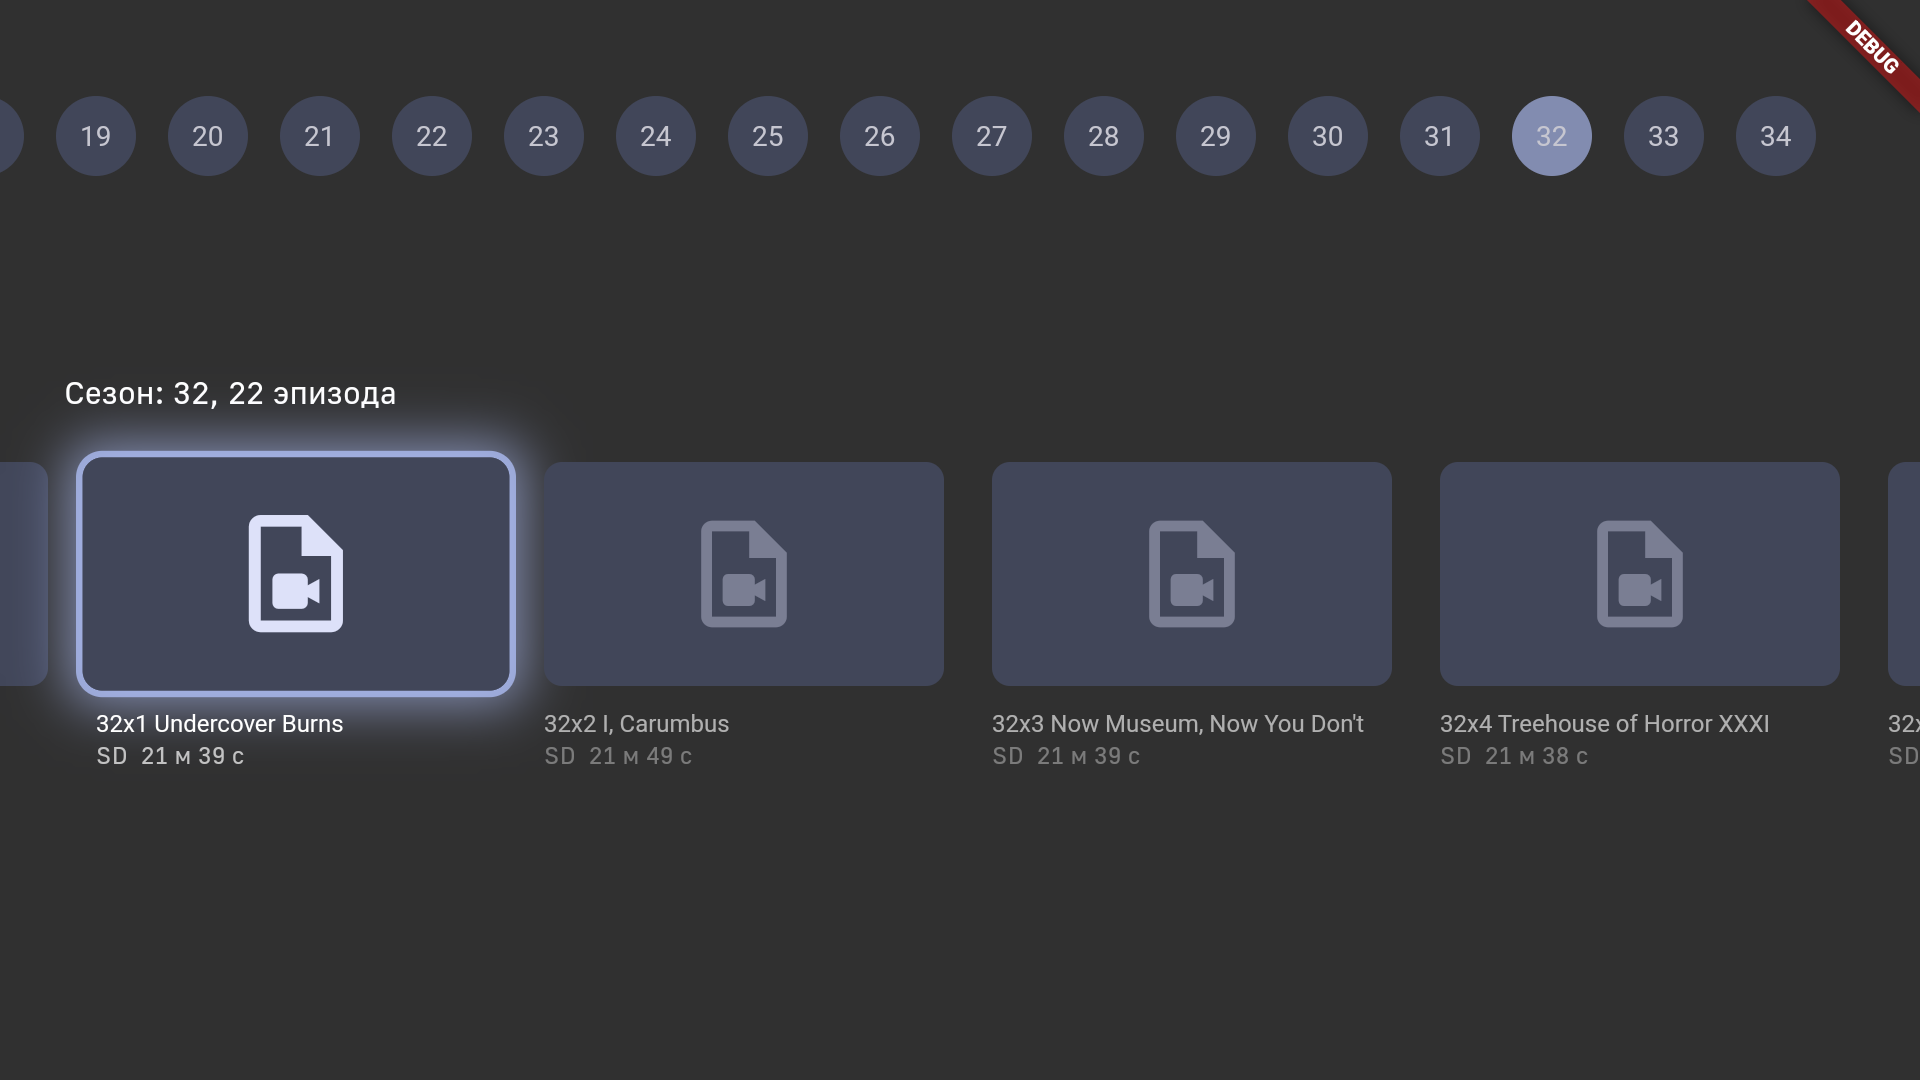 DEBUG
19 20 21 22 23 24 25 26 27 28 29 30 31 32 33 34
Сезон: 32, 22 эпизода
32x1 Undercover Burns
SD 21 м 39 с
32x2 I, Carumbus
SD 21 м 49 с
32x3 Now Museum, Now You Don't
SD 21 м 39 с
32x4 Treehouse of Horror XXXI
SD 21 м 38 с
SD